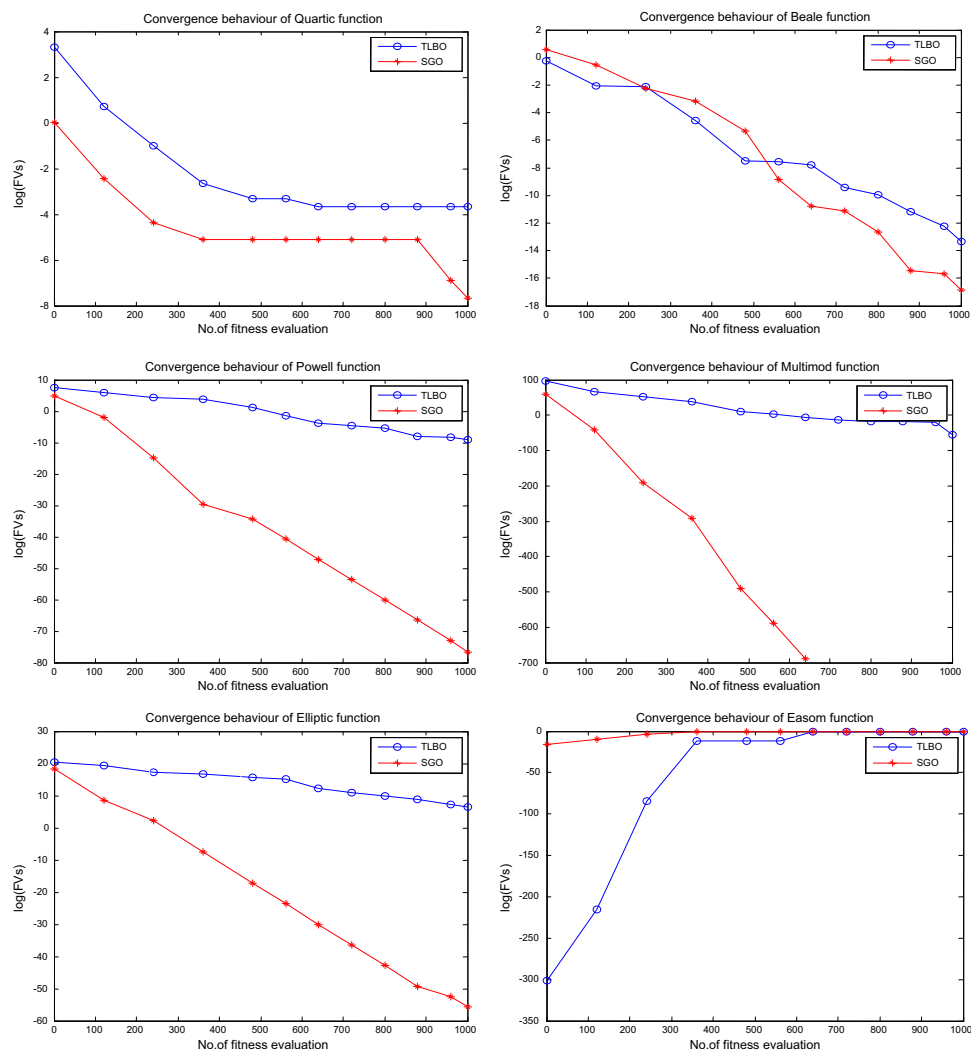 Convergence behaviour of Quartic function
4
2
0
-2
-4
-6
-8
log(FVs)
TLBO
SGO
0 100 200 300 400 500 600 700 800 900 1000
No.of fitness evaluation
Convergence behaviour of Beale function
2
0
-2
-4
-6
-8
-10
-12
-14
-16
-18
log(FVs)
TLBO
SGO
0 100 200 300 400 500 600 700 800 900 1000
No.of fitness evaluation
Convergence behaviour of Powell function
10
0
-10
-20
-30
-40
-50
-60
-70
-80
log(FVs)
TLBO
SGO
0 100 200 300 400 500 600 700 800 900 1000
No.of fitness evaluation
Convergence behaviour of Multimod function
100
0
-100
-200
-300
-400
-500
-600
-700
log(FVs)
TLBO
SGO
0 100 200 300 400 500 600 700 800 900 1000
No.of fitness evaluation
Convergence behaviour of Elliptic function
30
20
10
0
-10
-20
-30
-40
-50
-60
log(FVs)
TLBO
SGO
0 100 200 300 400 500 600 700 800 900 1000
No.of fitness evaluation
Convergence behaviour of Easom function
0
-50
-100
-150
-200
-250
-300
-350
log(FVs)
TLBO
SGO
0 100 200 300 400 500 600 700 800 900 1000
No.of fitness evaluation